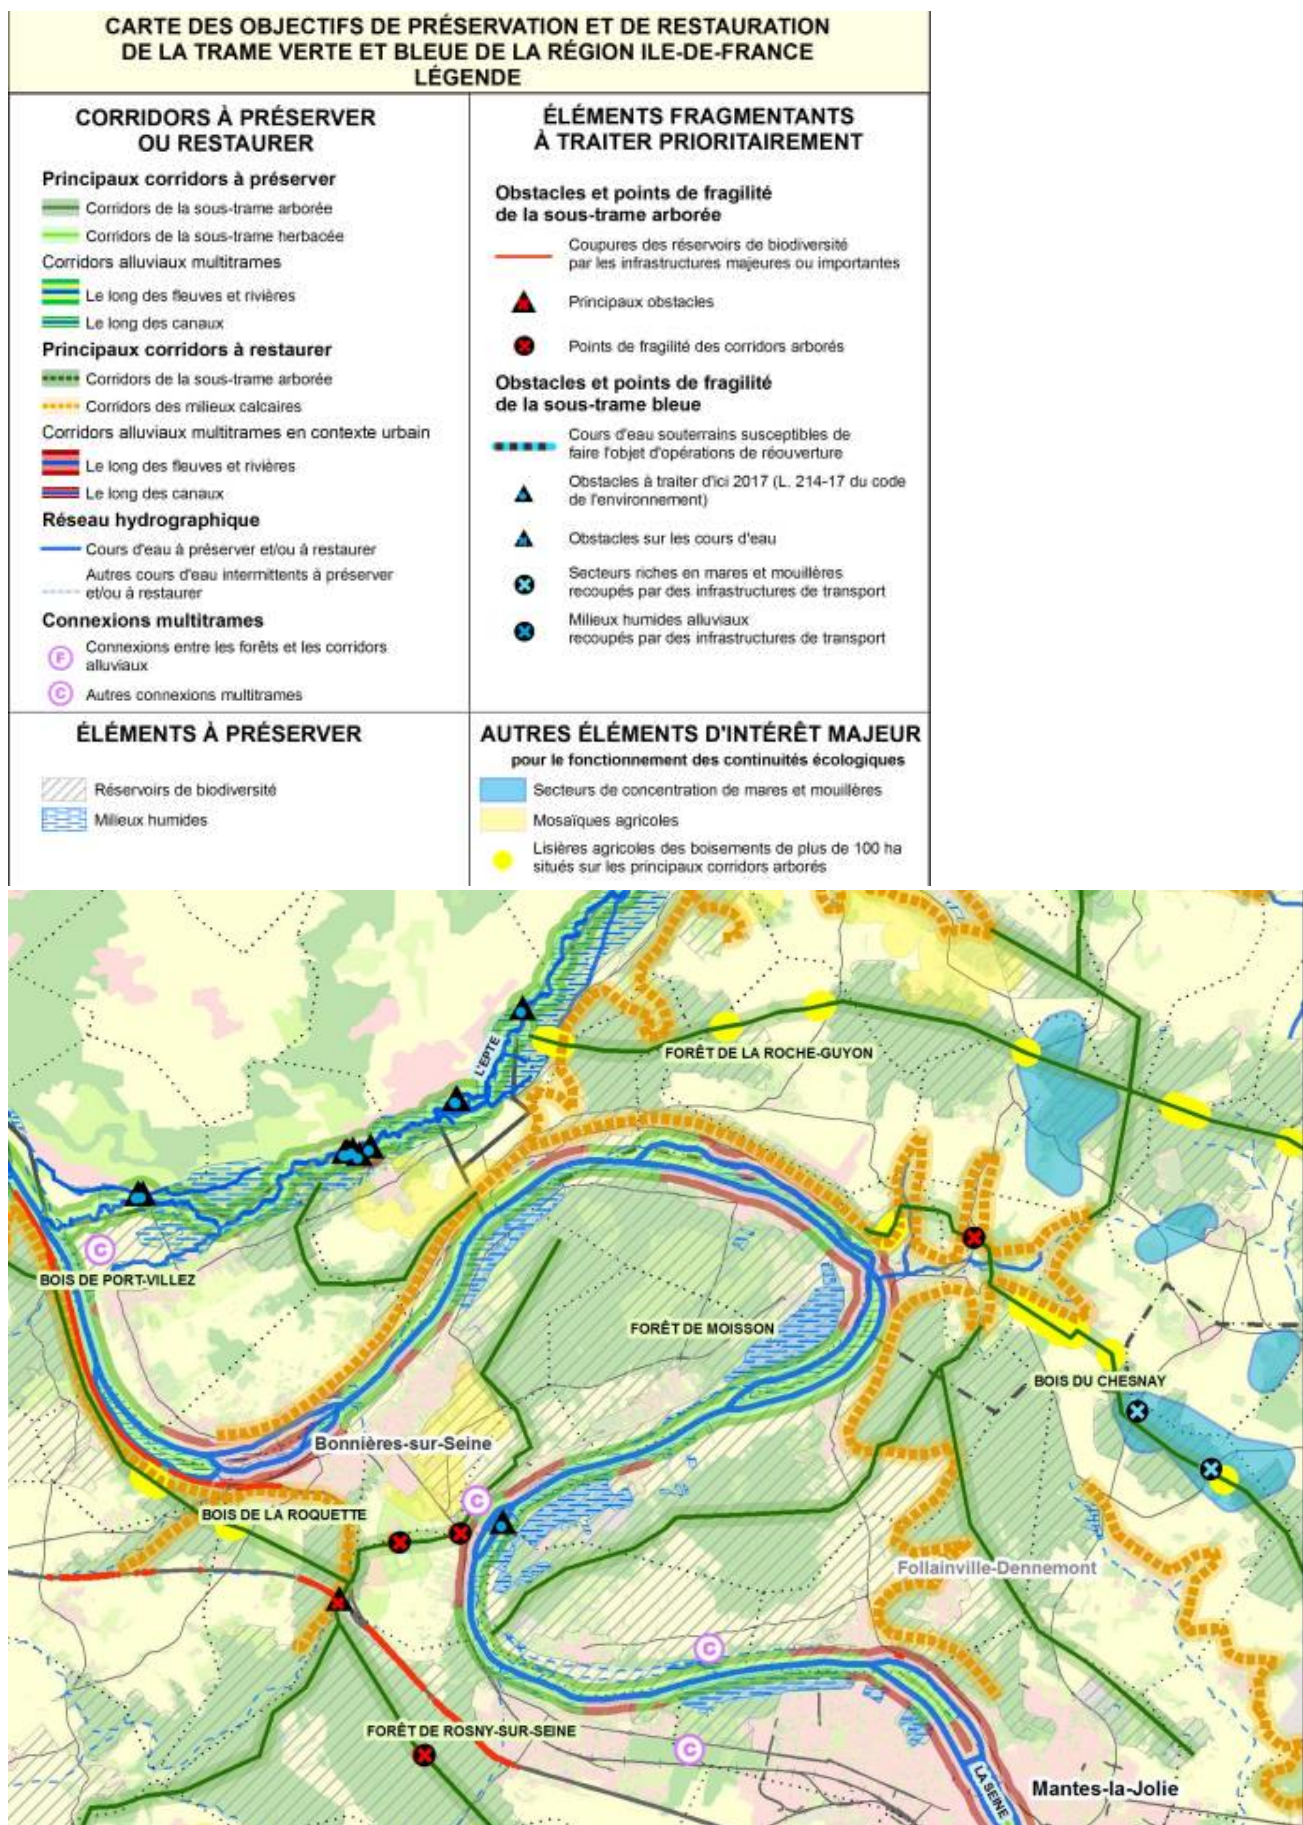 CARTE DES OBJECTIFS DE PRÉSERVATION ET DE RESTAURATION
DE LA TRAME VERTE ET BLEUE DE LA RÉGION ILE-DE-FRANCE
LÉGENDE
CORRIDORS À PRÉSERVER
OU RESTAURER
Principaux corridors à préserver
Corridors de la sous-trame arborée
Corridors de la sous-trame herbacée
Corridors alluviaux multitrames
Le long des fleuves et rivières
Le long des canaux
Principaux corridors à restaurer
Corridors de la sous-trame arborée
Corridors des milieux calcaires
Corridors alluviaux multitrames en contexte urbain
Le long des fleuves et rivières
Le long des canaux
Réseau hydrographique
Cours d'eau à préserver et/ou à restaurer
Autres cours d'eau intermittents à préserver
et/ou à restaurer
Connexions multitrames
F
Connexions entre les forêts et les corridors
alluviaux
C
Autres connexions multitrames
ÉLÉMENTS FRAGMENTANTS
À TRAITER PRIORITAIREMENT
Obstacles et points de fragilité
de la sous-trame arborée
Coupures des réservoirs de biodiversité
par les infrastructures majeures ou importantes
Principaux obstacles
Points de fragilité des corridors arborés
Obstacles et points de fragilité
de la sous-trame bleue
Cours d'eau souterrains susceptibles de
faire l'objet d'opérations de réouverture
Obstacles à traiter d'ici 2017 (L. 214-17 du code
de l'environnement)
Obstacles sur les cours d'eau
Secteurs riches en mares et mouillères
recoupés par des infrastructures de transport
Milieux humides alluviaux
recoupés par des infrastructures de transport
ÉLÉMENTS À PRÉSERVER
Réservoirs de biodiversité
Milieux humides
AUTRES ÉLÉMENTS D'INTÉRÊT MAJEUR
pour le fonctionnement des continuités écologiques
Secteurs de concentration de mares et mouillères
Mosaïques agricoles
Lisières agricoles des boisements de plus de 100 ha
situés sur les principaux corridors arborés
L'EPTE
FORÊT DE LA ROCHE-GUYON
C
BOIS DE PORT-VILLEZ
FORÊT DE MOISSON
BOIS DU CHESNAY
Bonnières-sur-Seine
C
BOIS DE LA ROQUETTE
Follainville-Dennemont
C
FORÊT DE ROSNY-SUR-SEINE
C
LA SEINE
Mantes-la-Jolie